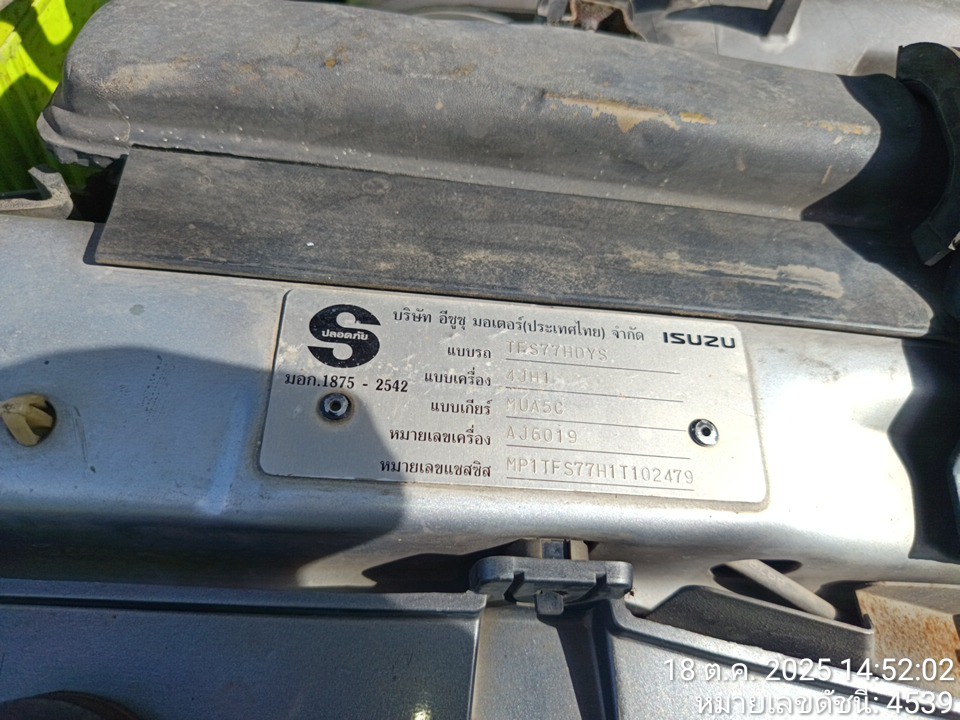 S
ปลอดภัย
มอก.1875 - 2542
บริษัท อีซูซุ มอเตอร์(ประเทศไทย) จำกัด ISUZU
แบบรถ TFS77HDYS
แบบเครื่อง 4JH1
แบบเกียร์ MUA5C
หมายเลขเครื่อง AJ5019
หมายเลขแชสซิส MP1TFS77H1T102479
18 ต.ค. 2025 14:52:02
หมายเลขดัชนี: 4539